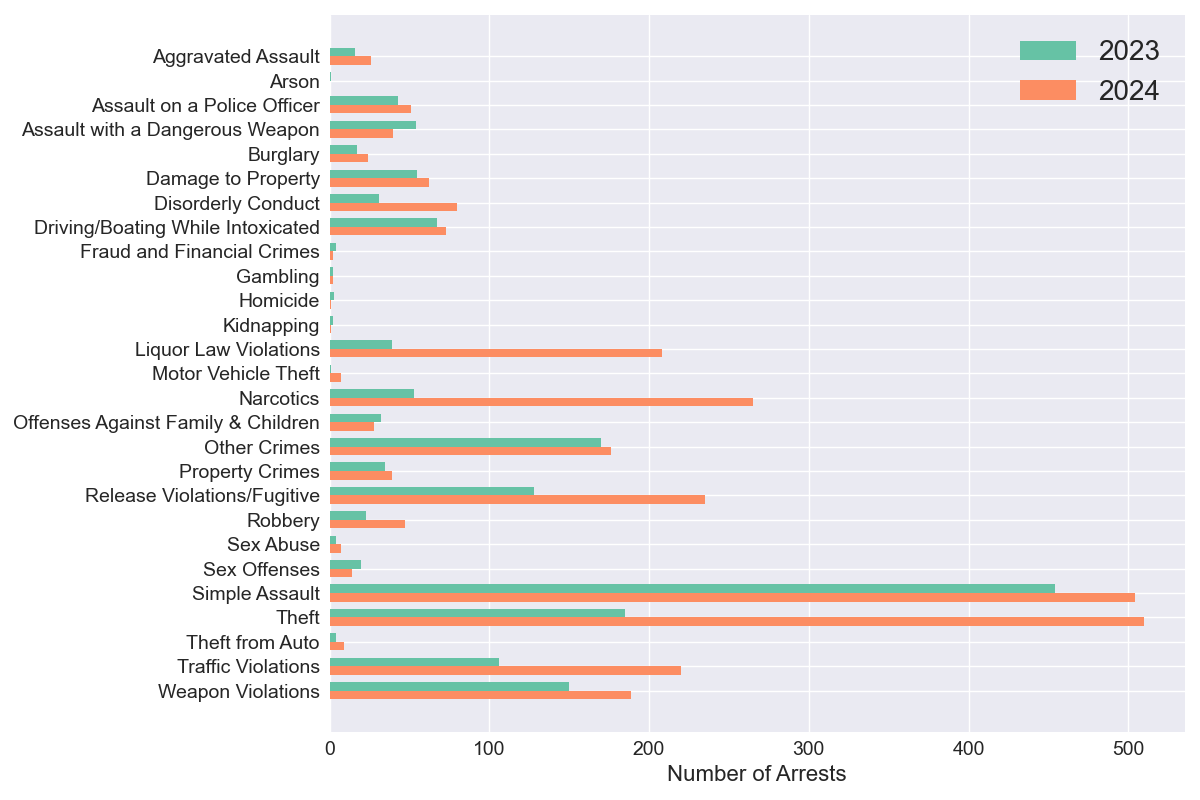 2023
2024
Aggravated Assault
Arson
Assault on a Police Officer
Assault with a Dangerous Weapon
Burglary
Damage to Property
Disorderly Conduct
Driving/Boating While Intoxicated
Fraud and Financial Crimes
Gambling
Homicide
Kidnapping
Liquor Law Violations
Motor Vehicle Theft
Narcotics
Offenses Against Family & Children
Other Crimes
Property Crimes
Release Violations/Fugitive
Robbery
Sex Abuse
Sex Offenses
Simple Assault
Theft
Theft from Auto
Traffic Violations
Weapon Violations
0 100 200 300 400 500
Number of Arrests